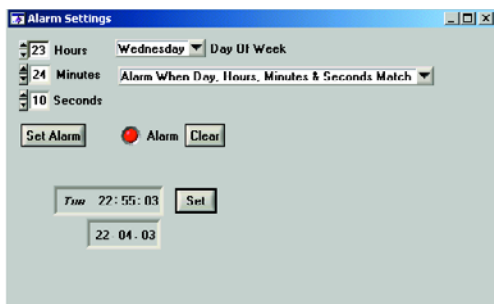 Alarm Settings
23 Hours Wednesday Day Of Week
24 Minutes Alarm When Day, Hours, Minutes & Seconds Match
10 Seconds
Set Alarm Alarm Clear
Tue 22:55:03 Set
22-04-03